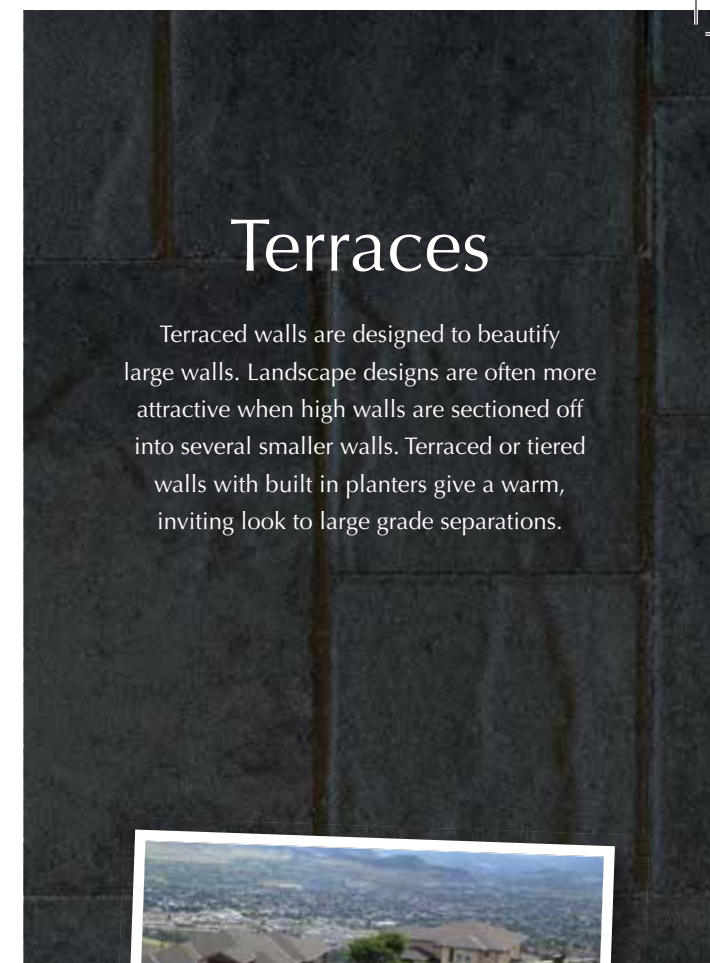 Terraces
Terraced walls are designed to beautify
large walls. Landscape designs are often more
attractive when high walls are sectioned off
into several smaller walls. Terraced or tiered
walls with built in planters give a warm,
inviting look to large grade separations.